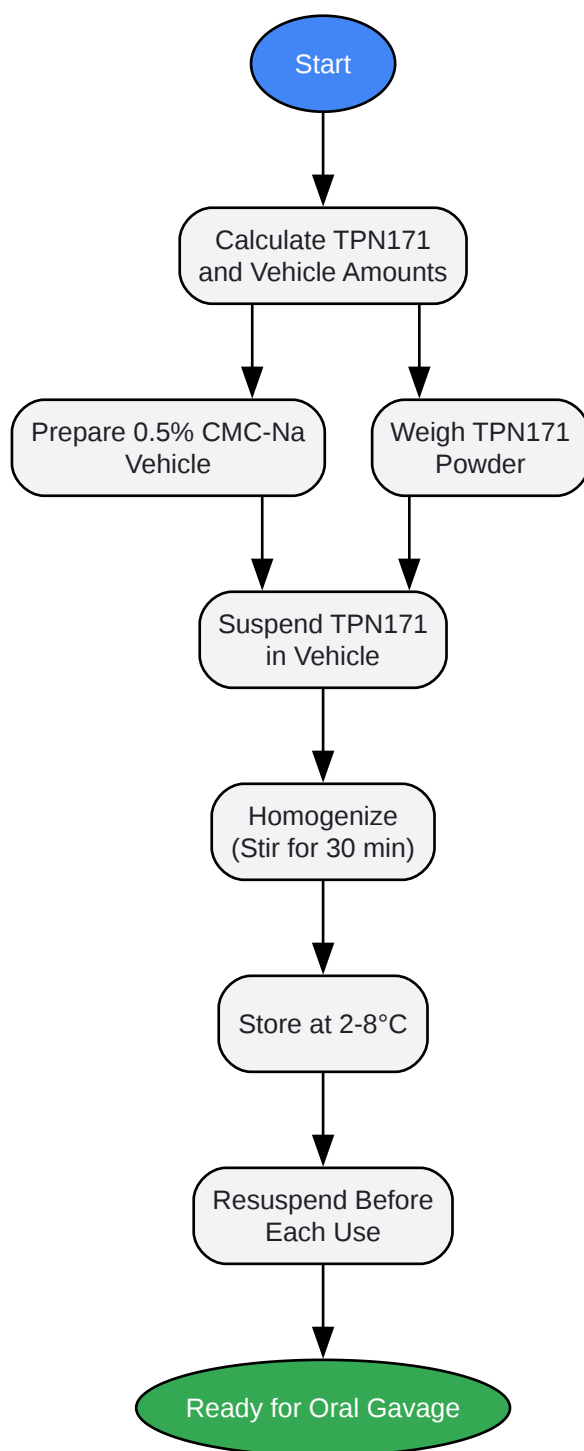 Start
Calculate TPN171
and Vehicle Amounts
Prepare 0.5% CMC-Na
Vehicle
Weigh TPN171
Powder
Suspend TPN171
in Vehicle
Homogenize
(Stir for 30 min)
Store at 2-8°C
Resuspend Before
Each Use
Ready for Oral Gavage